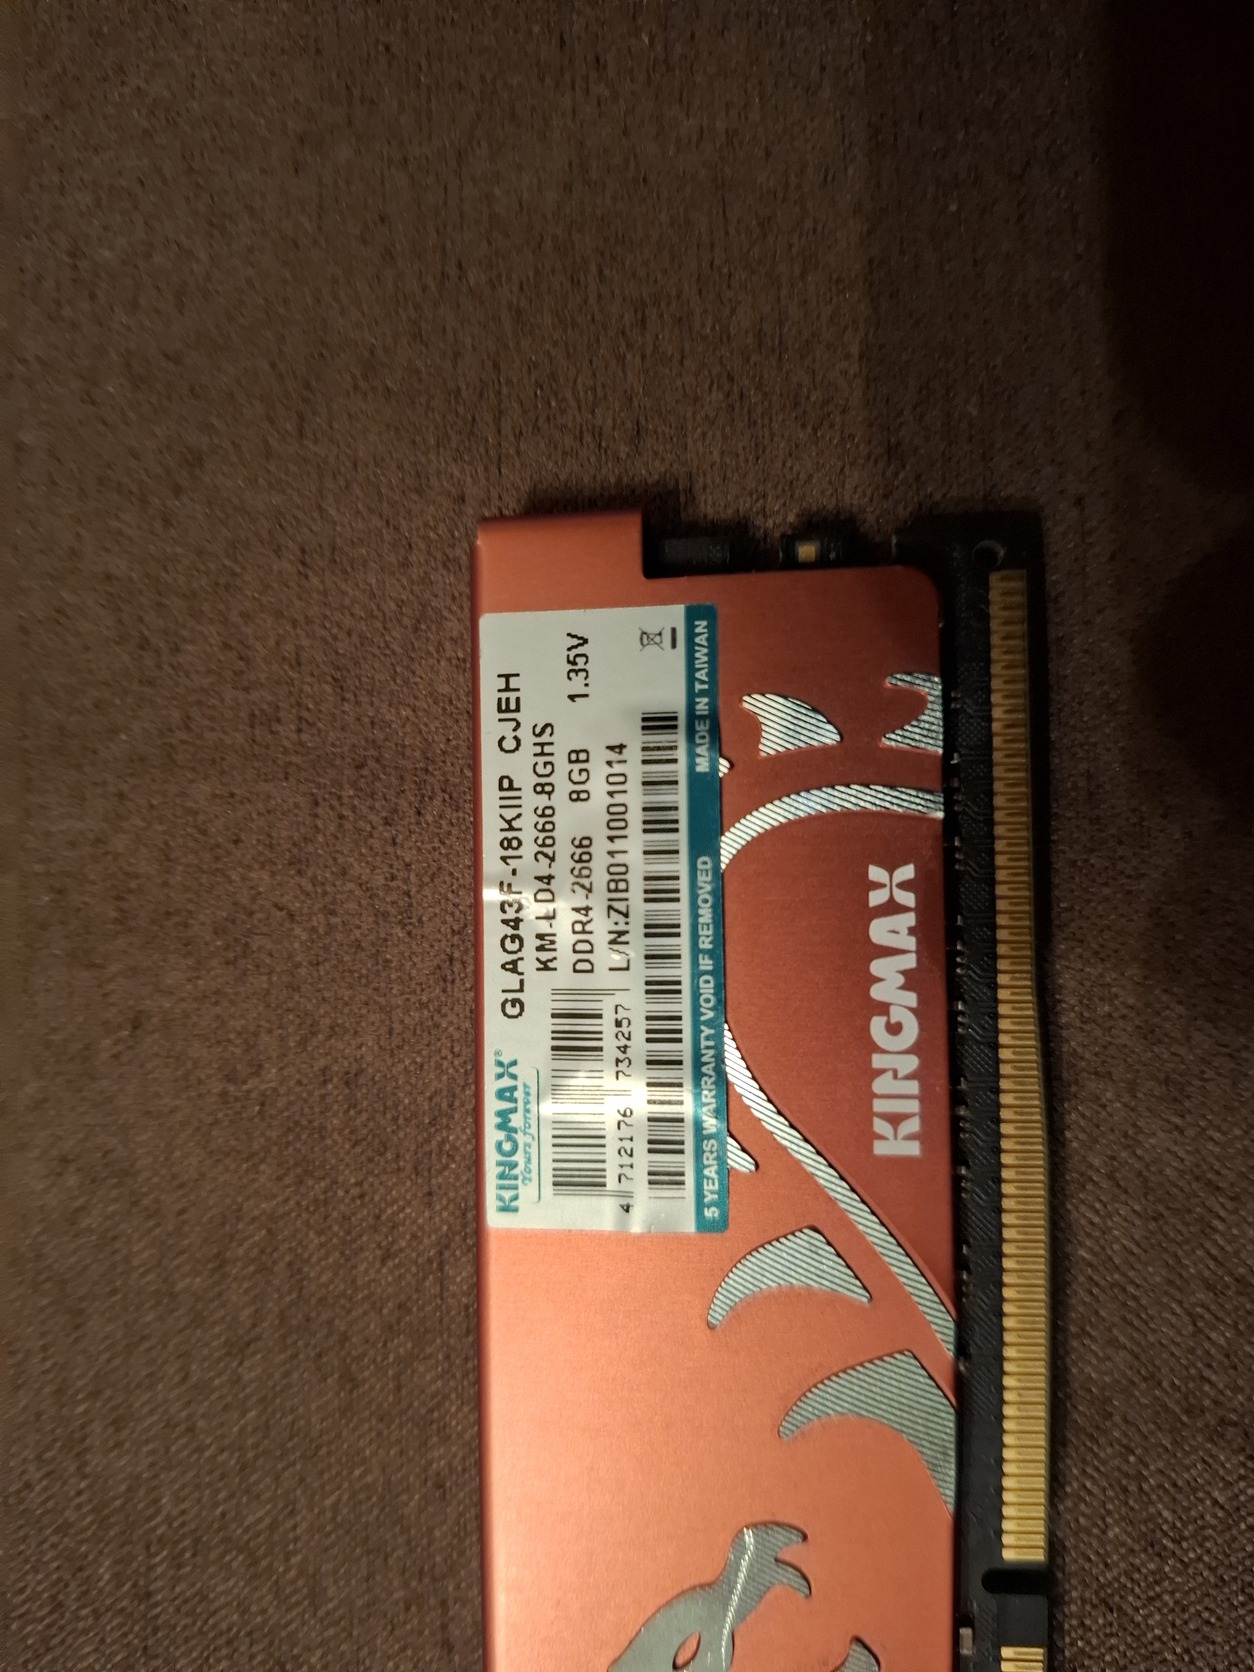 KINGMAX®
Yours forever
GLAG43F-18KIIP CJEH
KM-LD4-2666-8GHS
DDR4-2666 8GB 1.35V
L/N:ZIB011001014
4 712176 734257
5 YEARS WARRANTY VOID IF REMOVED MADE IN TAIWAN
KINGMAX